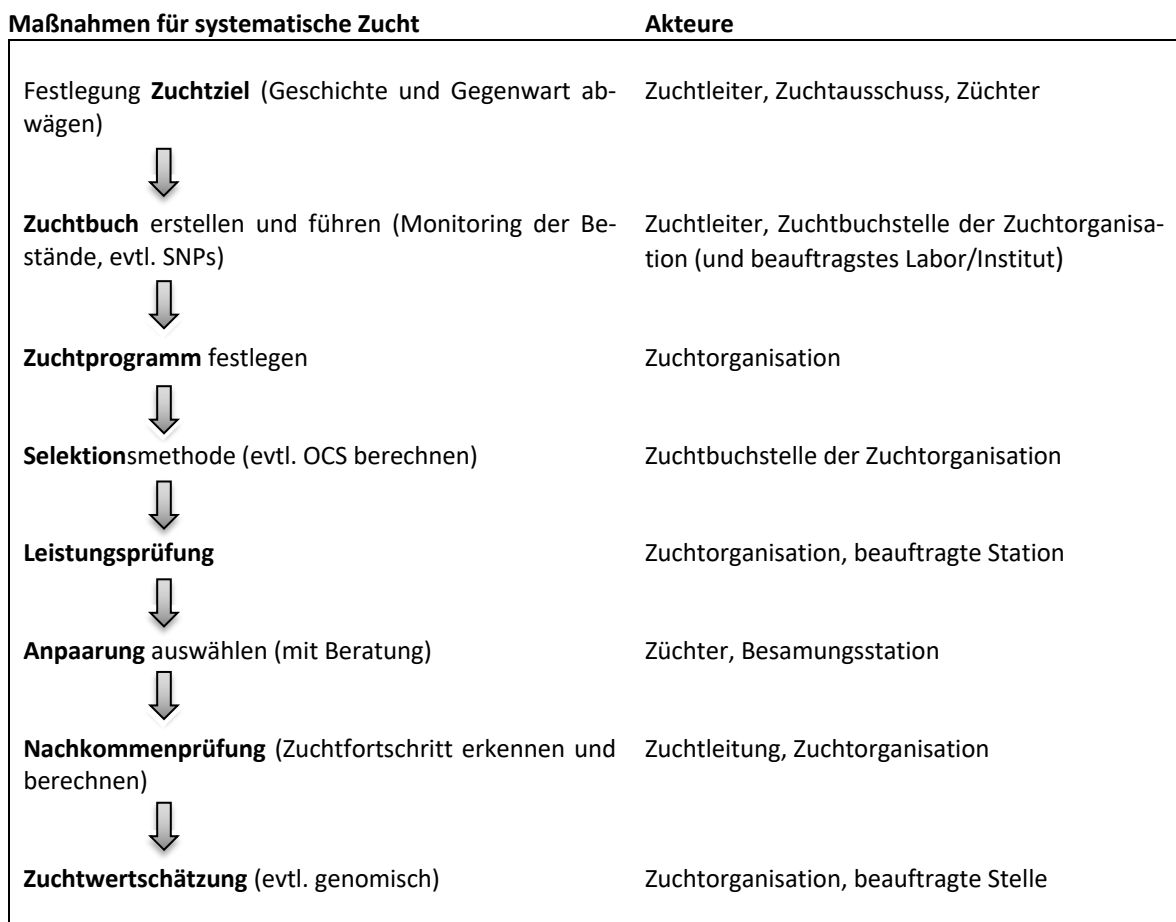 Maßnahmen für systematische Zucht Akteure
Festlegung Zuchtziel (Geschichte und Gegenwart ab- Zuchtleiter, Zuchtausschuss, Züchter
wägen)
Zuchtbuch erstellen und führen (Monitoring der Be- Zuchtleiter, Zuchtbuchstelle der Zuchtorganisa-
stände, evtl. SNPs) tion (und beauftragstes Labor/Institut)
Zuchtprogramm festlegen Zuchtorganisation
Selektionsmethode (evtl. OCS berechnen) Zuchtbuchstelle der Zuchtorganisation
Leistungsprüfung Zuchtorganisation, beauftragte Station
Anpaarung auswählen (mit Beratung) Züchter, Besamungsstation
Nachkommenprüfung (Zuchtfortschritt erkennen und Zuchtleitung, Zuchtorganisation
berechnen)
Zuchtwertschätzung (evtl. genomisch) Zuchtorganisation, beauftragte Stelle